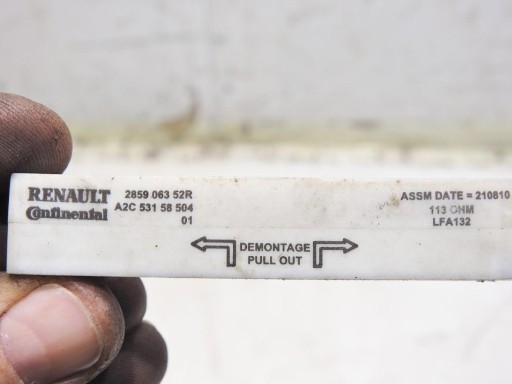 RENAULT 2859 063 52R
Continental A2C 531 58 504
01
ASSM DATE = 210810
113 OHM
LFA132
DEMONTAGE
PULL OUT